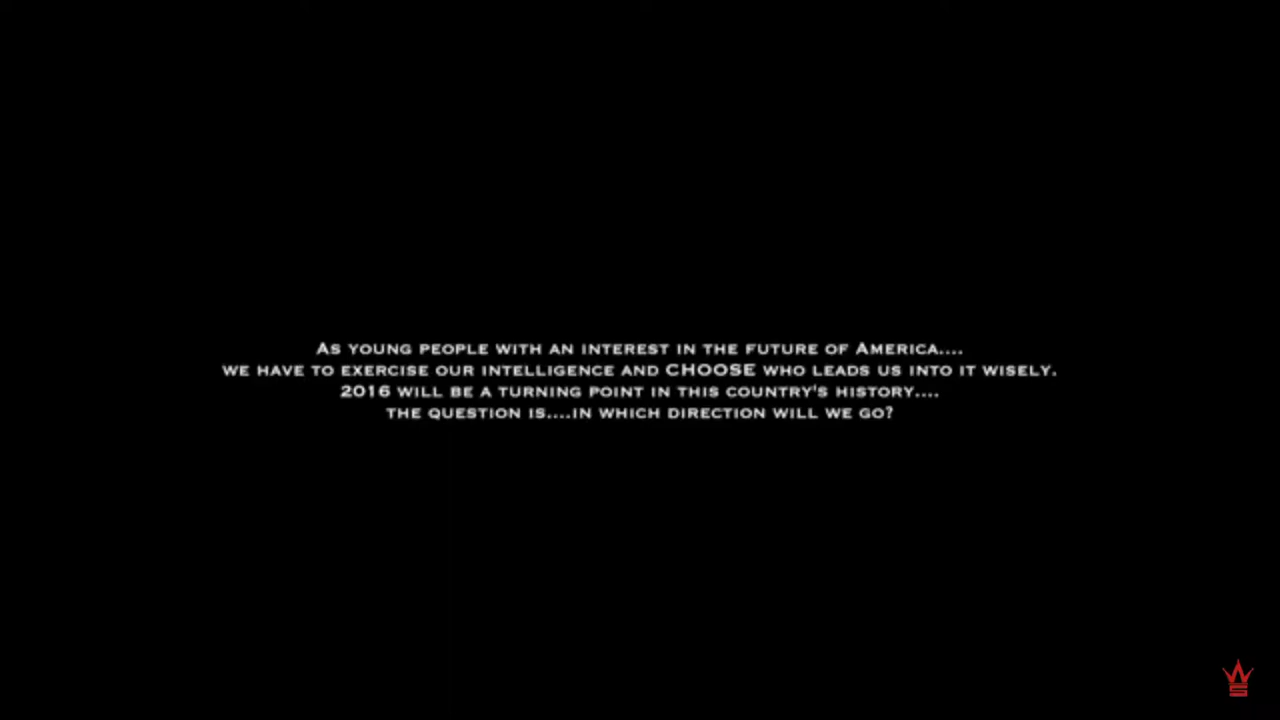 As young people with an interest in the future of America....
we have to exercise our intelligence and CHOOSE who leads us into it wisely.
2016 will be a turning point in this country's history....
the question is....in which direction will we go?